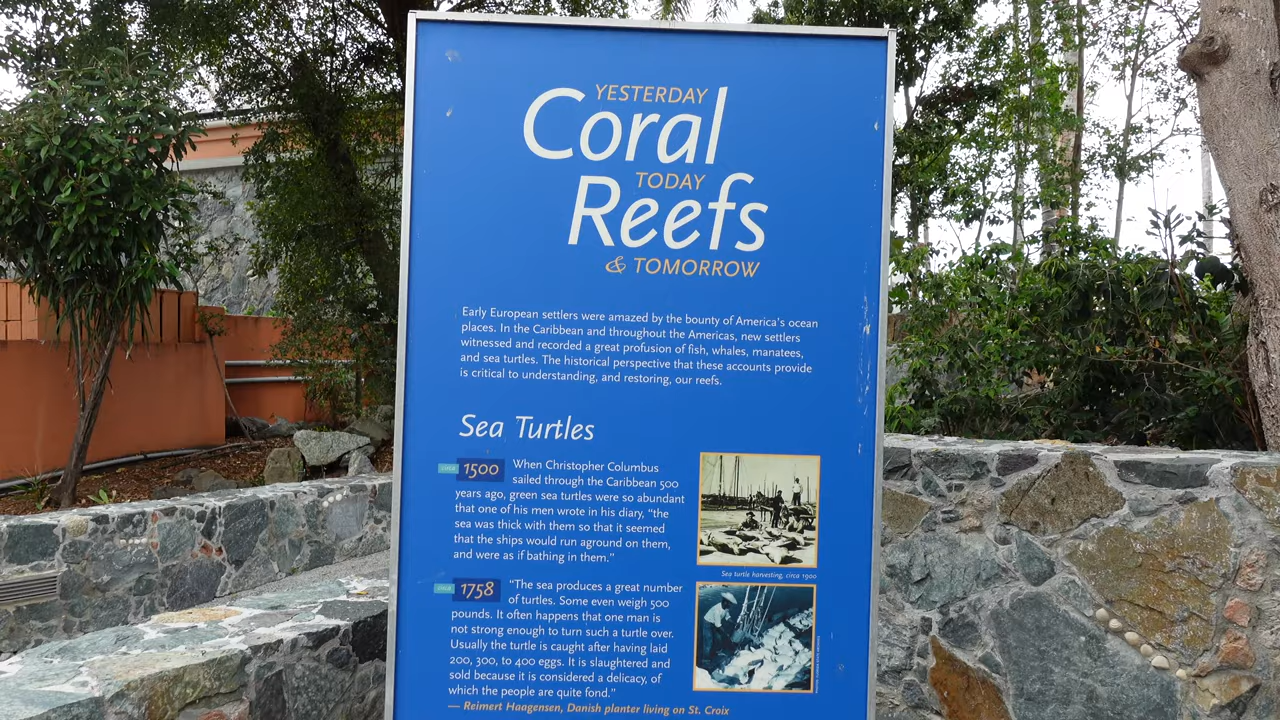 YESTERDAY
Coral
TODAY
Reefs
& TOMORROW
Early European settlers were amazed by the bounty of America's ocean
places. In the Caribbean and throughout the Americas, new settlers
witnessed and recorded a great profusion of fish, whales, manatees,
and sea turtles. The historical perspective that these accounts provide
is critical to understanding, and restoring, our reefs.
Sea Turtles
circa 1500 When Christopher Columbus
sailed through the Caribbean 500
years ago, green sea turtles were so abundant
that one of his men wrote in his diary, "the
sea was thick with them so that it seemed
that the ships would run aground on them,
and were as if bathing in them."
Sea turtle harvesting, circa 1900
circa 1758 "The sea produces a great number
of turtles. Some even weigh 500
pounds. It often happens that one man is
not strong enough to turn such a turtle over.
Usually the turtle is caught after having laid
200, 300, to 400 eggs. It is slaughtered and
sold because it is considered a delicacy, of
which the people are quite fond."
— Reimert Haagensen, Danish planter living on St. Croix